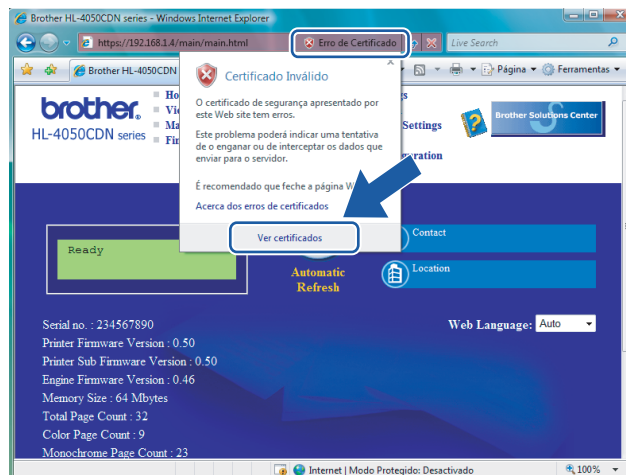 Brother HL-4050CDN series - Windows Internet Explorer
https://192.168.1.4/main/main.html
Erro de Certificado
Live Search
Brother HL-4050CDN
Página
Ferramentas
brother
HL-4050CDN series
Certificado Inválido
O certificado de segurança apresentado por
este Web site tem erros.
Este problema poderá indicar uma tentativa
de o enganar ou de interceptar os dados que
enviar para o servidor.
É recomendado que feche a página
Acerca dos erros de certificados
Ver certificados
Settings
Brother Solutions Center
Ready
Automatic
Refresh
Contact
Location
Serial no. : 234567890
Web Language: Auto
Printer Firmware Version : 0.50
Printer Sub Firmware Version : 0.50
Engine Firmware Version : 0.46
Memory Size : 64 Mbytes
Total Page Count : 32
Color Page Count : 9
Monochrome Page Count : 23
Internet | Modo Protegido: Desactivado
100%